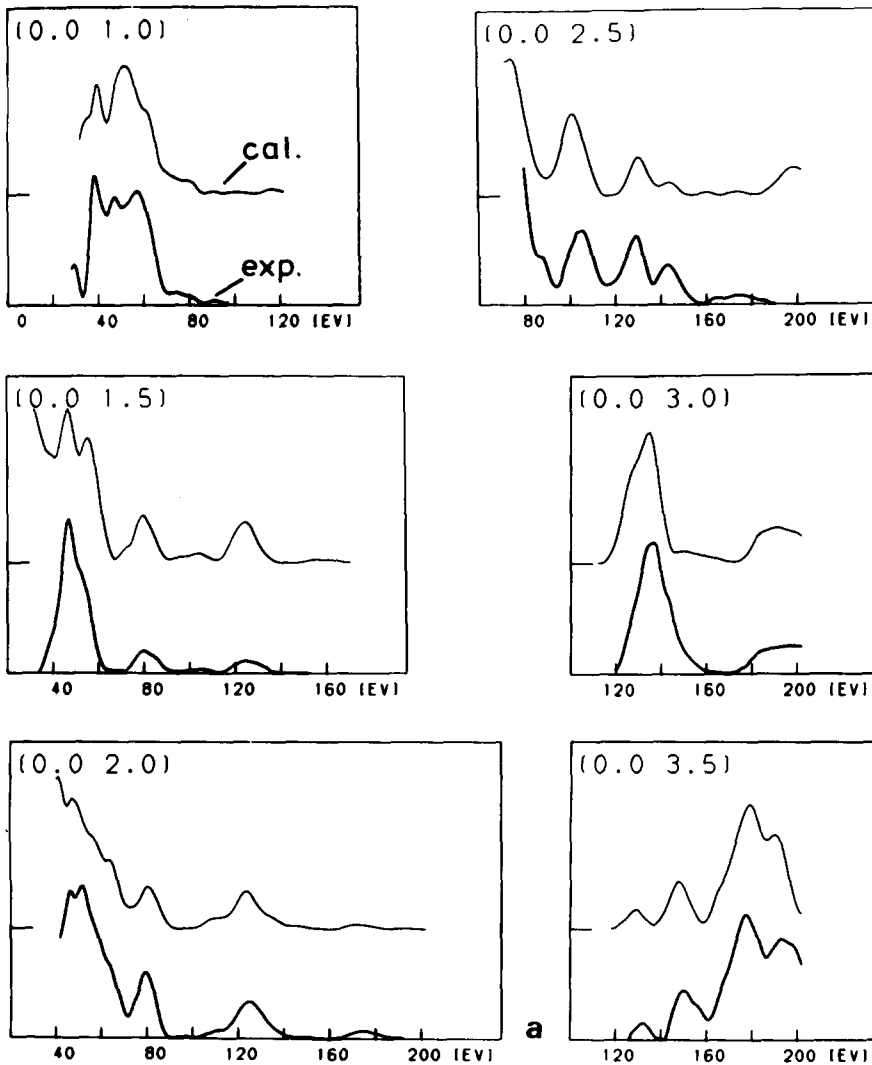 (0.0 1.0)
cal.
exp.
0 40 80 120 [EV]
(0.0 2.5)
80 120 160 200 [EV]
(0.0 1.5)
40 80 120 160 [EV]
(0.0 3.0)
120 160 200 [EV]
(0.0 2.0)
40 80 120 160 200 [EV]
(0.0 3.5)
120 160 200 [EV]
a